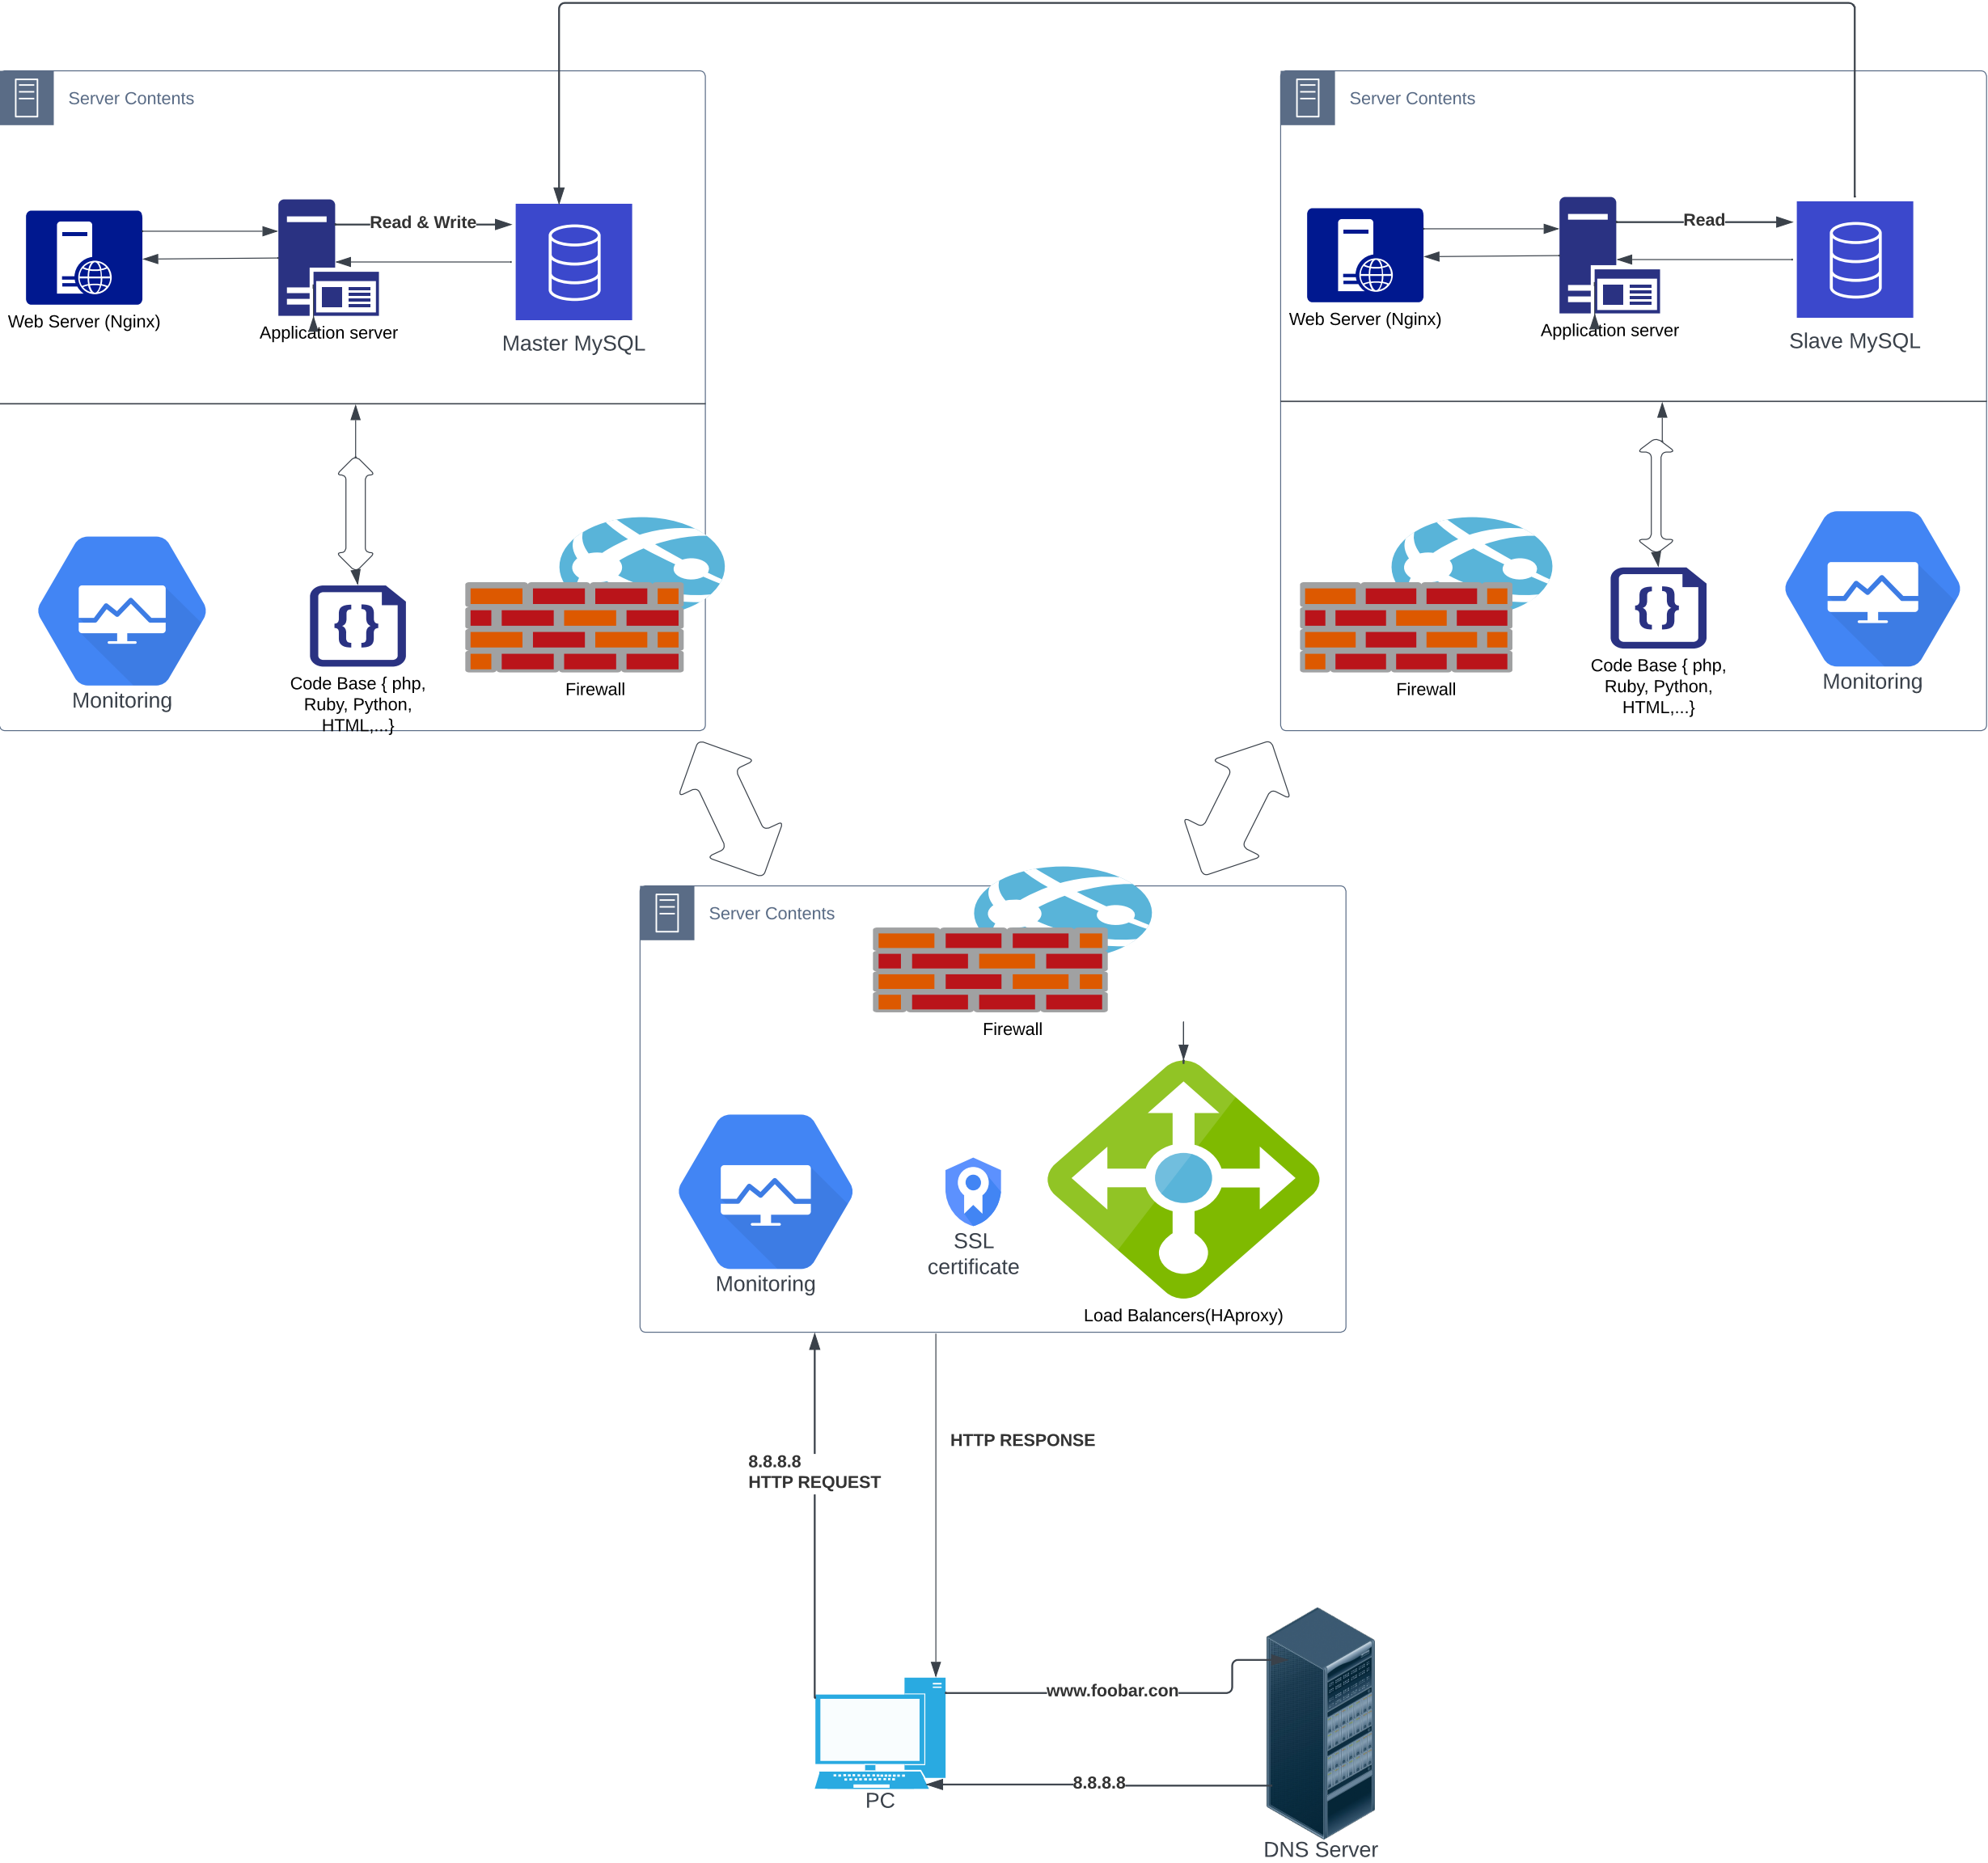 Server Contents
Server Contents
Read & Write
Read
Web Server (Nginx)
Application server
Master MySQL
Web Server (Nginx)
Application server
Slave MySQL
Monitoring
Code Base { php,
Ruby, Python,
HTML,...}
Firewall
Firewall
Code Base { php,
Ruby, Python,
HTML,...}
Monitoring
Server Contents
Firewall
Monitoring
SSL
certificate
Load Balancers(HAproxy)
HTTP RESPONSE
8.8.8.8
HTTP REQUEST
www.foobar.con
8.8.8.8
PC
DNS Server